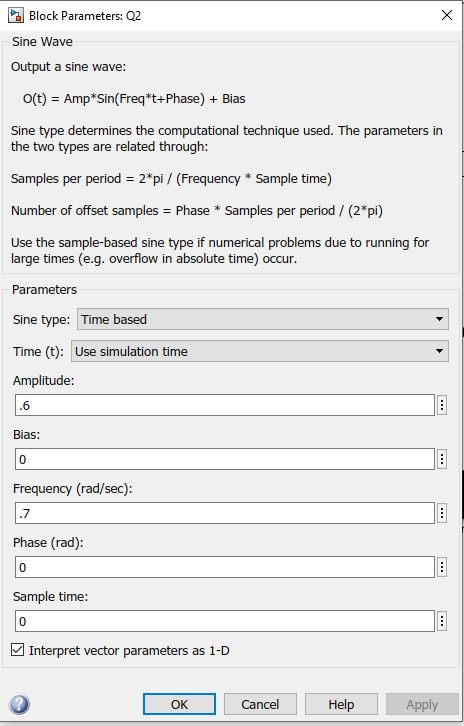 Block Parameters: Q2
Sine Wave
Output a sine wave:
O(t) = Amp*Sin(Freq*t+Phase) + Bias
Sine type determines the computational technique used. The parameters in
the two types are related through:
Samples per period = 2*pi / (Frequency * Sample time)
Number of offset samples = Phase * Samples per period / (2*pi)
Use the sample-based sine type if numerical problems due to running for
large times (e.g. overflow in absolute time) occur.
Parameters
Sine type: Time based
Time (t): Use simulation time
Amplitude:
.6
Bias:
0
Frequency (rad/sec):
.7
Phase (rad):
0
Sample time:
0
Interpret vector parameters as 1-D
OK Cancel Help Apply